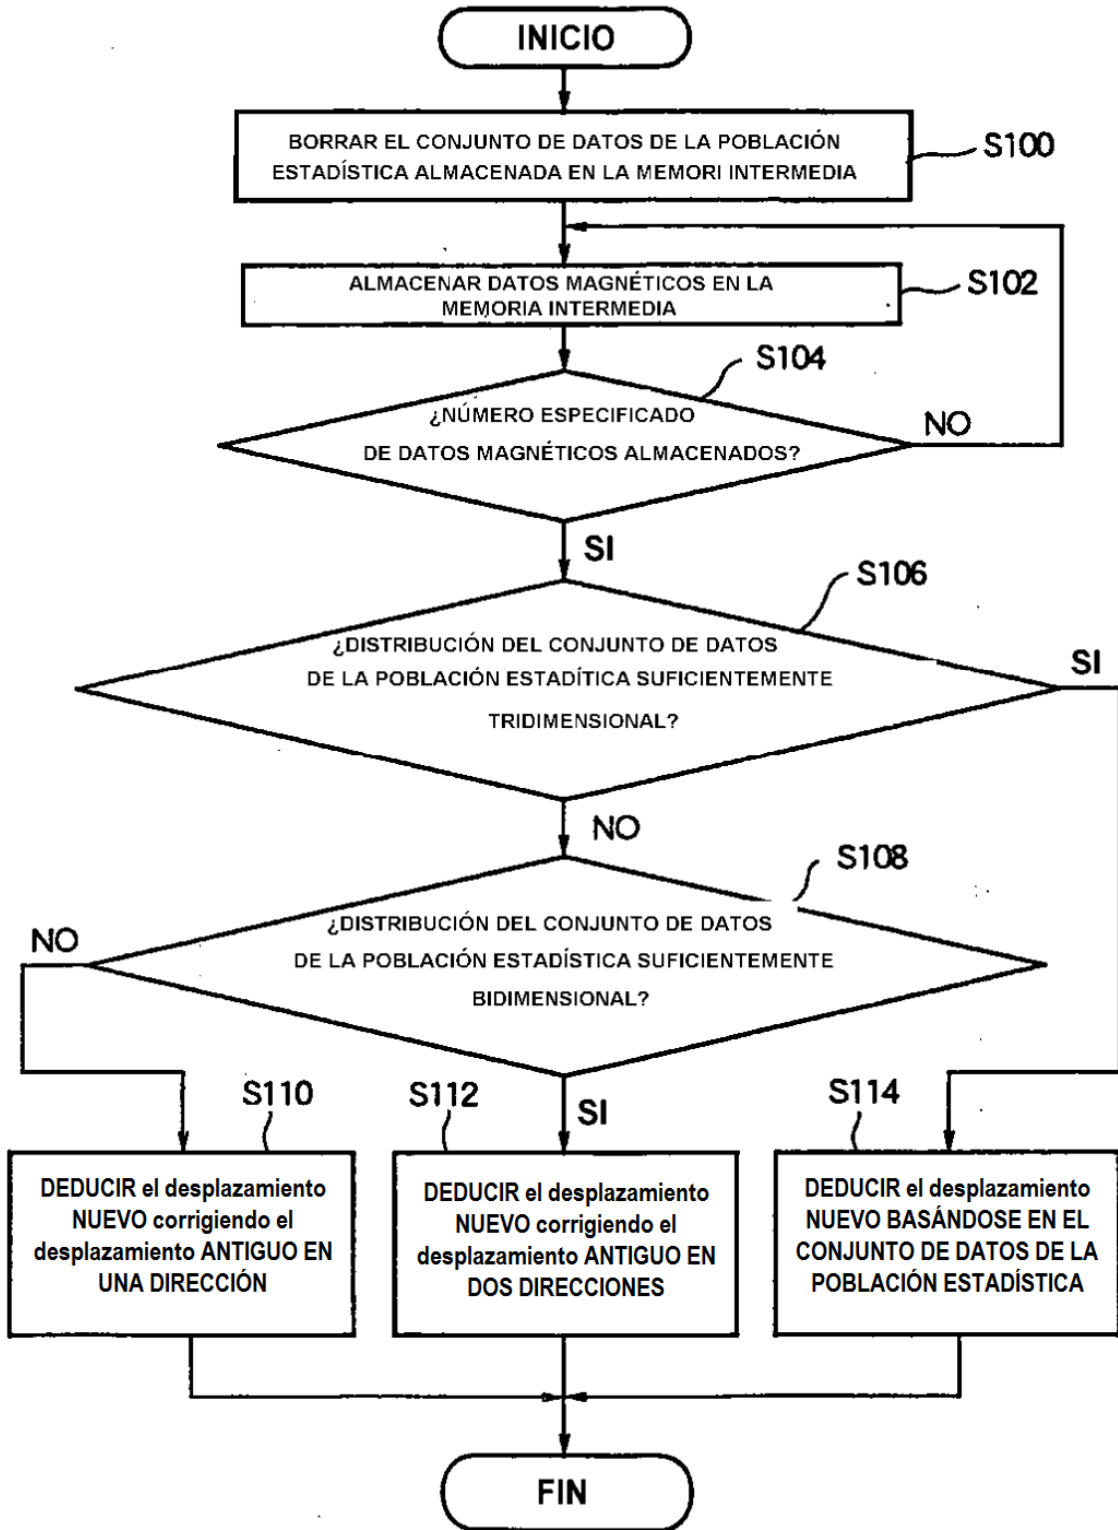 INICIO
BORRAR EL CONJUNTO DE DATOS DE LA POBLACIÓN
ESTADÍSTICA ALMACENADA EN LA MEMORI INTERMEDIA
S100
ALMACENAR DATOS MAGNÉTICOS EN LA
MEMORIA INTERMEDIA
S102
S104
¿NÚMERO ESPECIFICADO
DE DATOS MAGNÉTICOS ALMACENADOS?
NO
SI
S106
¿DISTRIBUCIÓN DEL CONJUNTO DE DATOS
DE LA POBLACIÓN ESTADÍTICA SUFICIENTEMENTE
TRIDIMENSIONAL?
SI
NO
S108
¿DISTRIBUCIÓN DEL CONJUNTO DE DATOS
DE LA POBLACIÓN ESTADÍSTICA SUFICIENTEMENTE
BIDIMENSIONAL?
NO
SI
S110
DEDUCIR el desplazamiento
NUEVO corrigiendo el
desplazamiento ANTIGUO EN
UNA DIRECCIÓN
S112
DEDUCIR el desplazamiento
NUEVO corrigiendo el
desplazamiento ANTIGUO EN
DOS DIRECCIONES
S114
DEDUCIR el desplazamiento
NUEVO BASÁNDOSE EN EL
CONJUNTO DE DATOS DE LA
POBLACIÓN ESTADÍSTICA
FIN